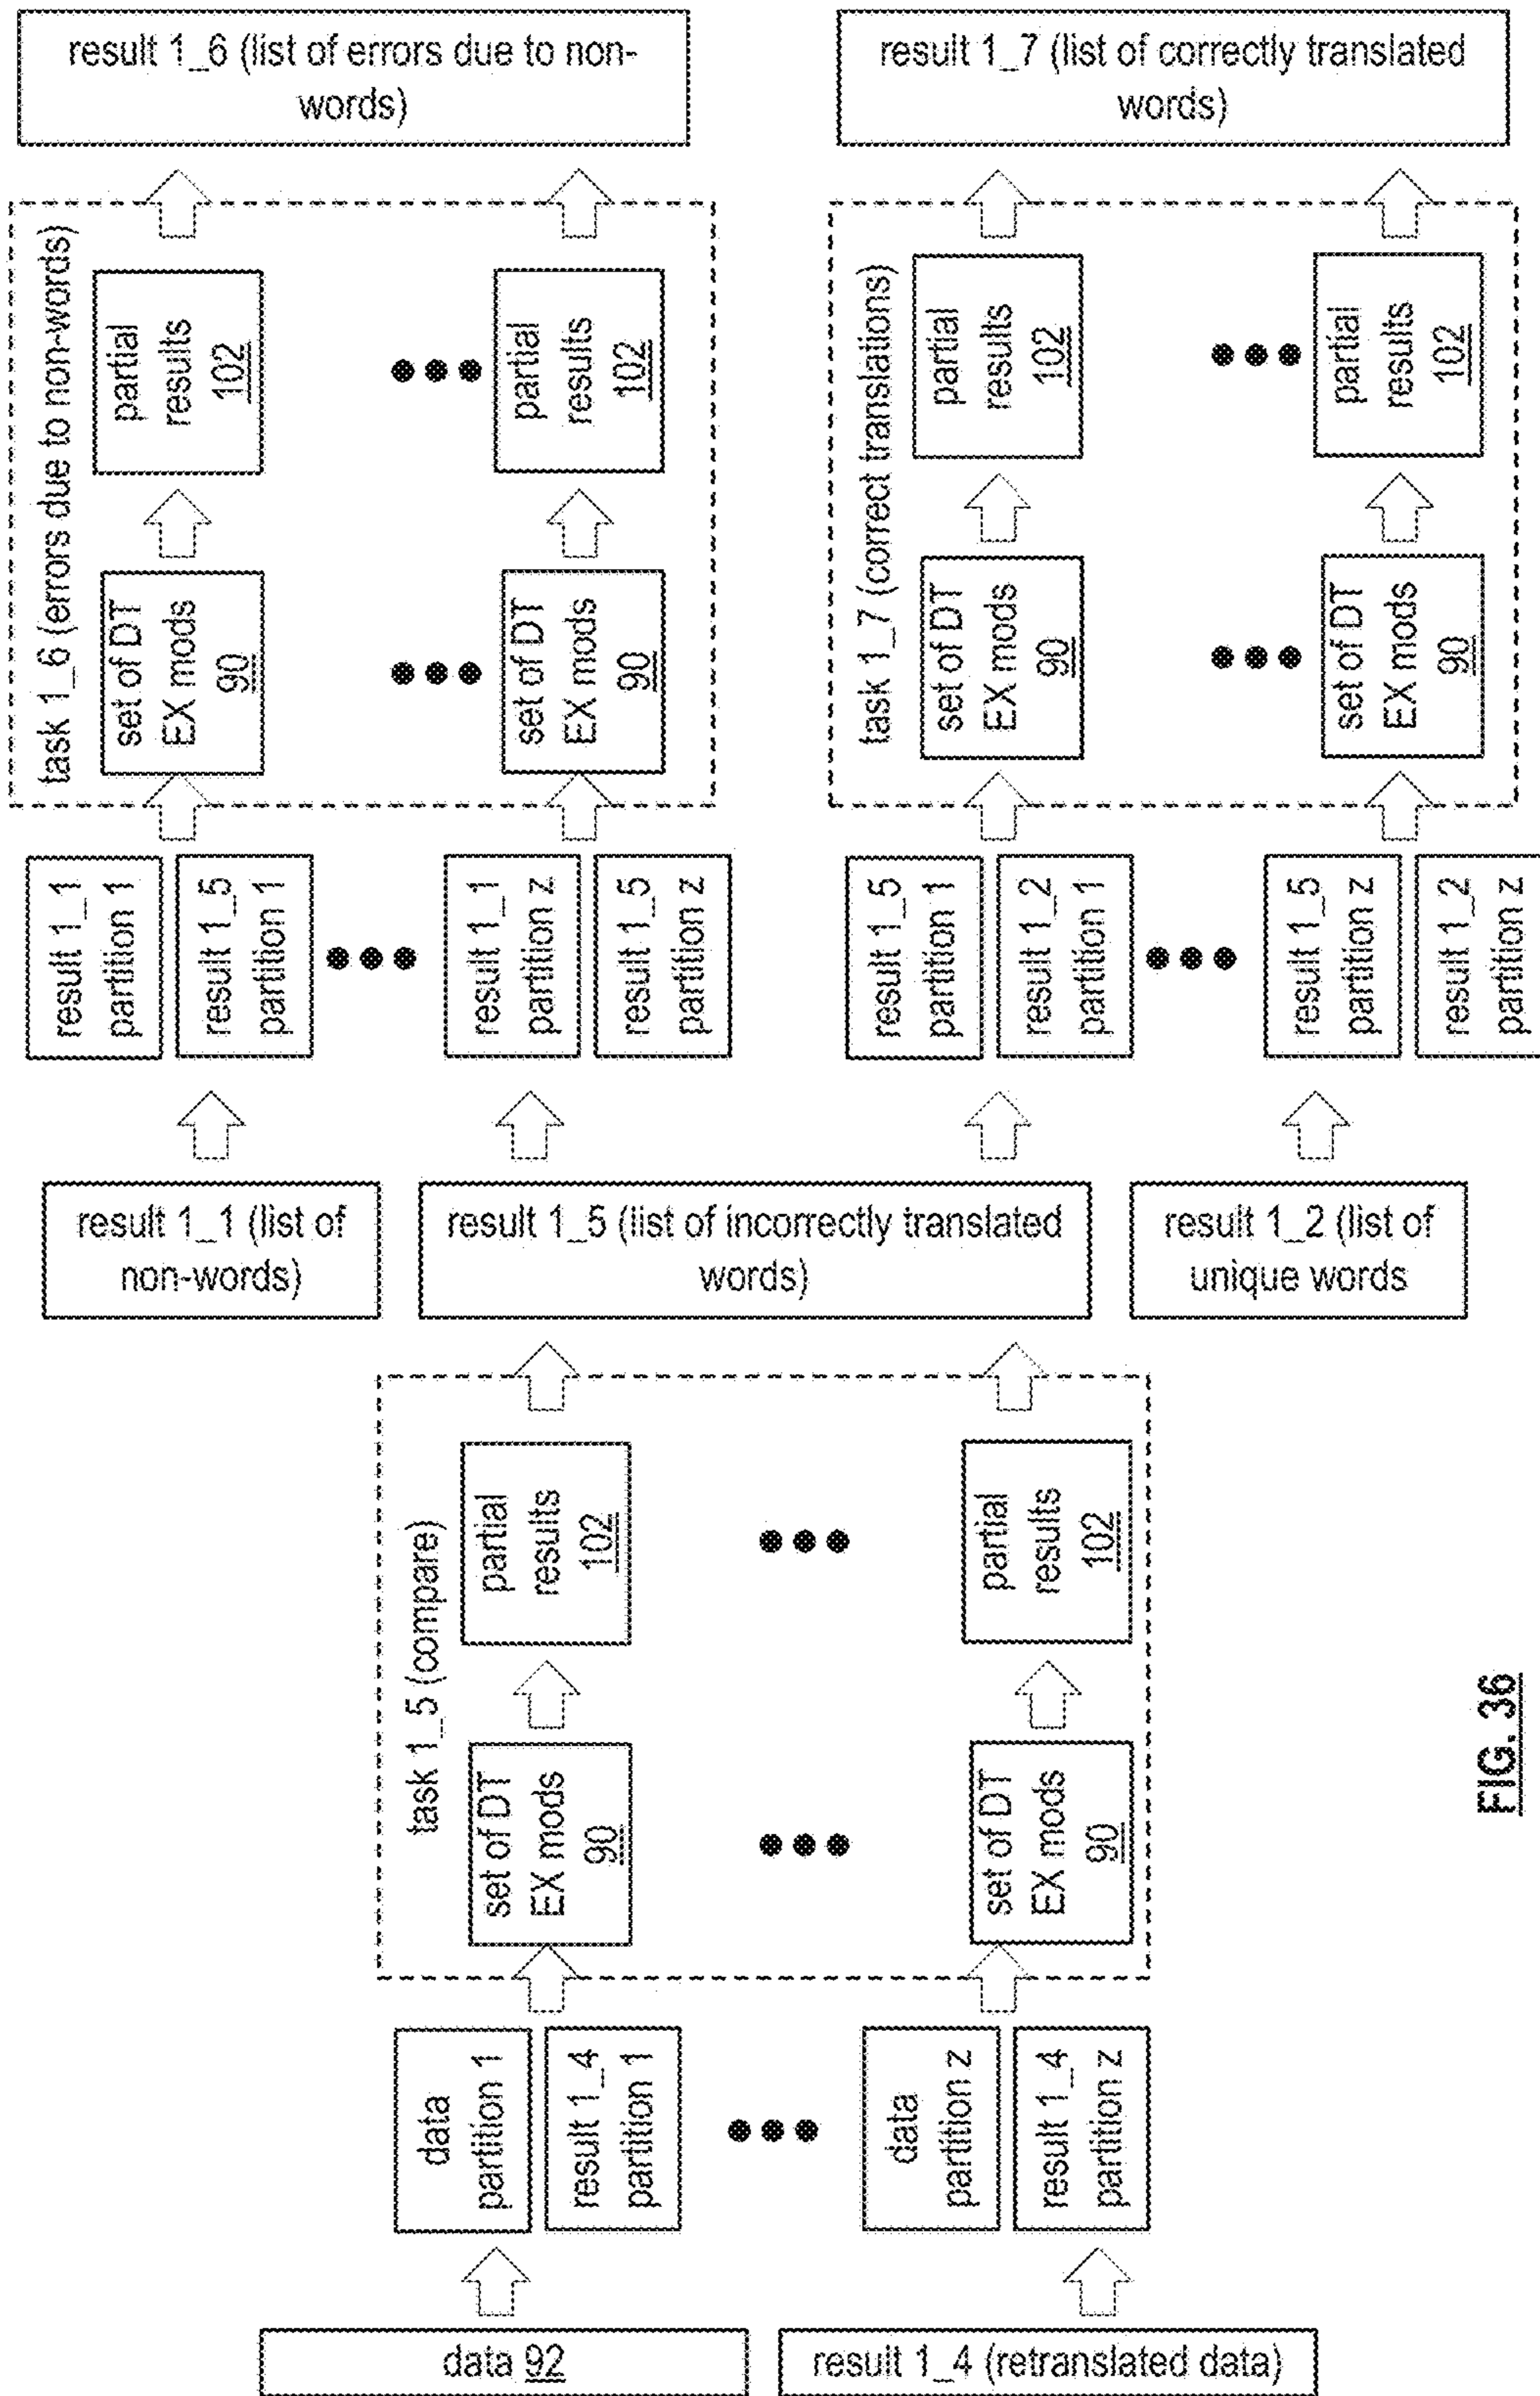 data 92
result 1_4 (retranslated data)
data
partition 1
result 1_4
partition 1
data
partition z
result 1_4
partition z
task 1_5 (compare)
set of DT
EX mods
90
partial
results
102
set of DT
EX mods
90
partial
results
102
result 1_1 (list of
non-words)
result 1_5 (list of incorrectly translated
words)
result 1_2 (list of
unique words
result 1_1
partition 1
result 1_5
partition 1
result 1_1
partition z
result 1_5
partition z
task 1_6 (errors due to non-words)
set of DT
EX mods
90
partial
results
102
set of DT
EX mods
90
partial
results
102
result 1_6 (list of errors due to non-
words)
result 1_5
partition 1
result 1_2
partition 1
result 1_5
partition z
result 1_2
partition z
task 1_7 (correct translations)
set of DT
EX mods
90
partial
results
102
set of DT
EX mods
90
partial
results
102
result 1_7 (list of correctly translated
words)
FIG. 36